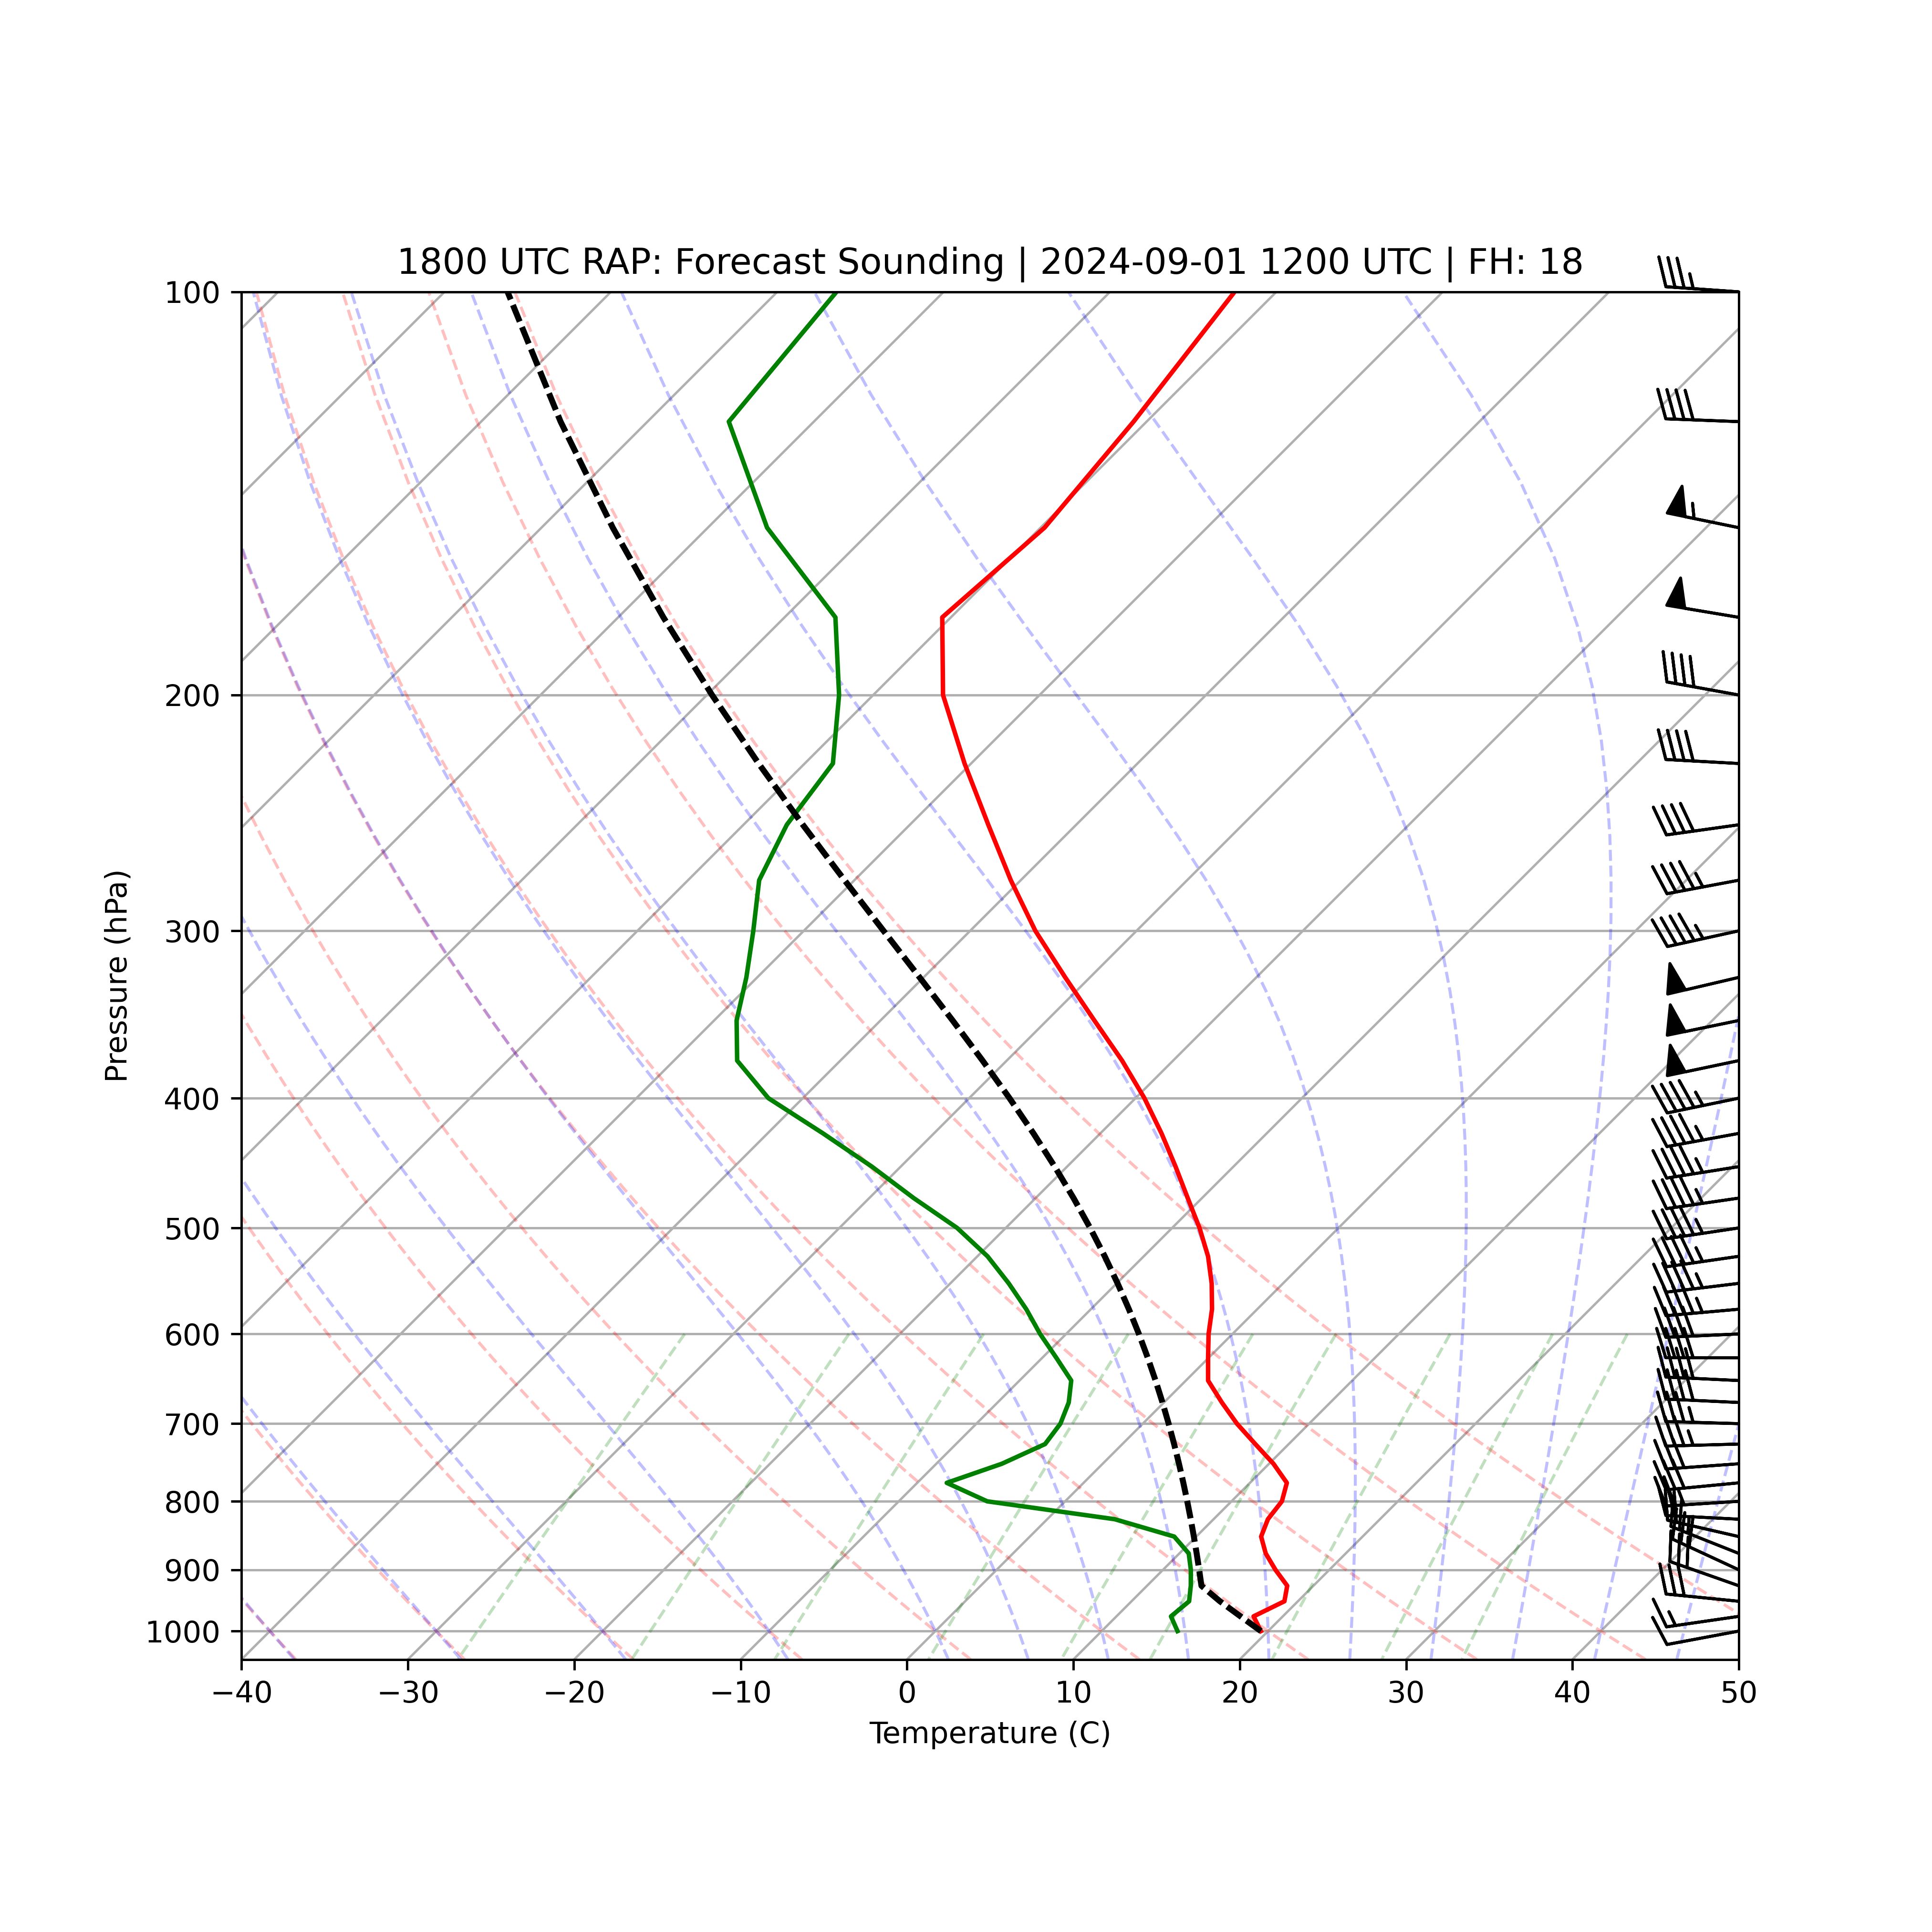 1800 UTC RAP: Forecast Sounding | 2024-09-01 1200 UTC | FH: 18
100
200
300
400
500
600
700
800
900
1000
Pressure (hPa)
−40 −30 −20 −10 0 10 20 30 40 50
Temperature (C)